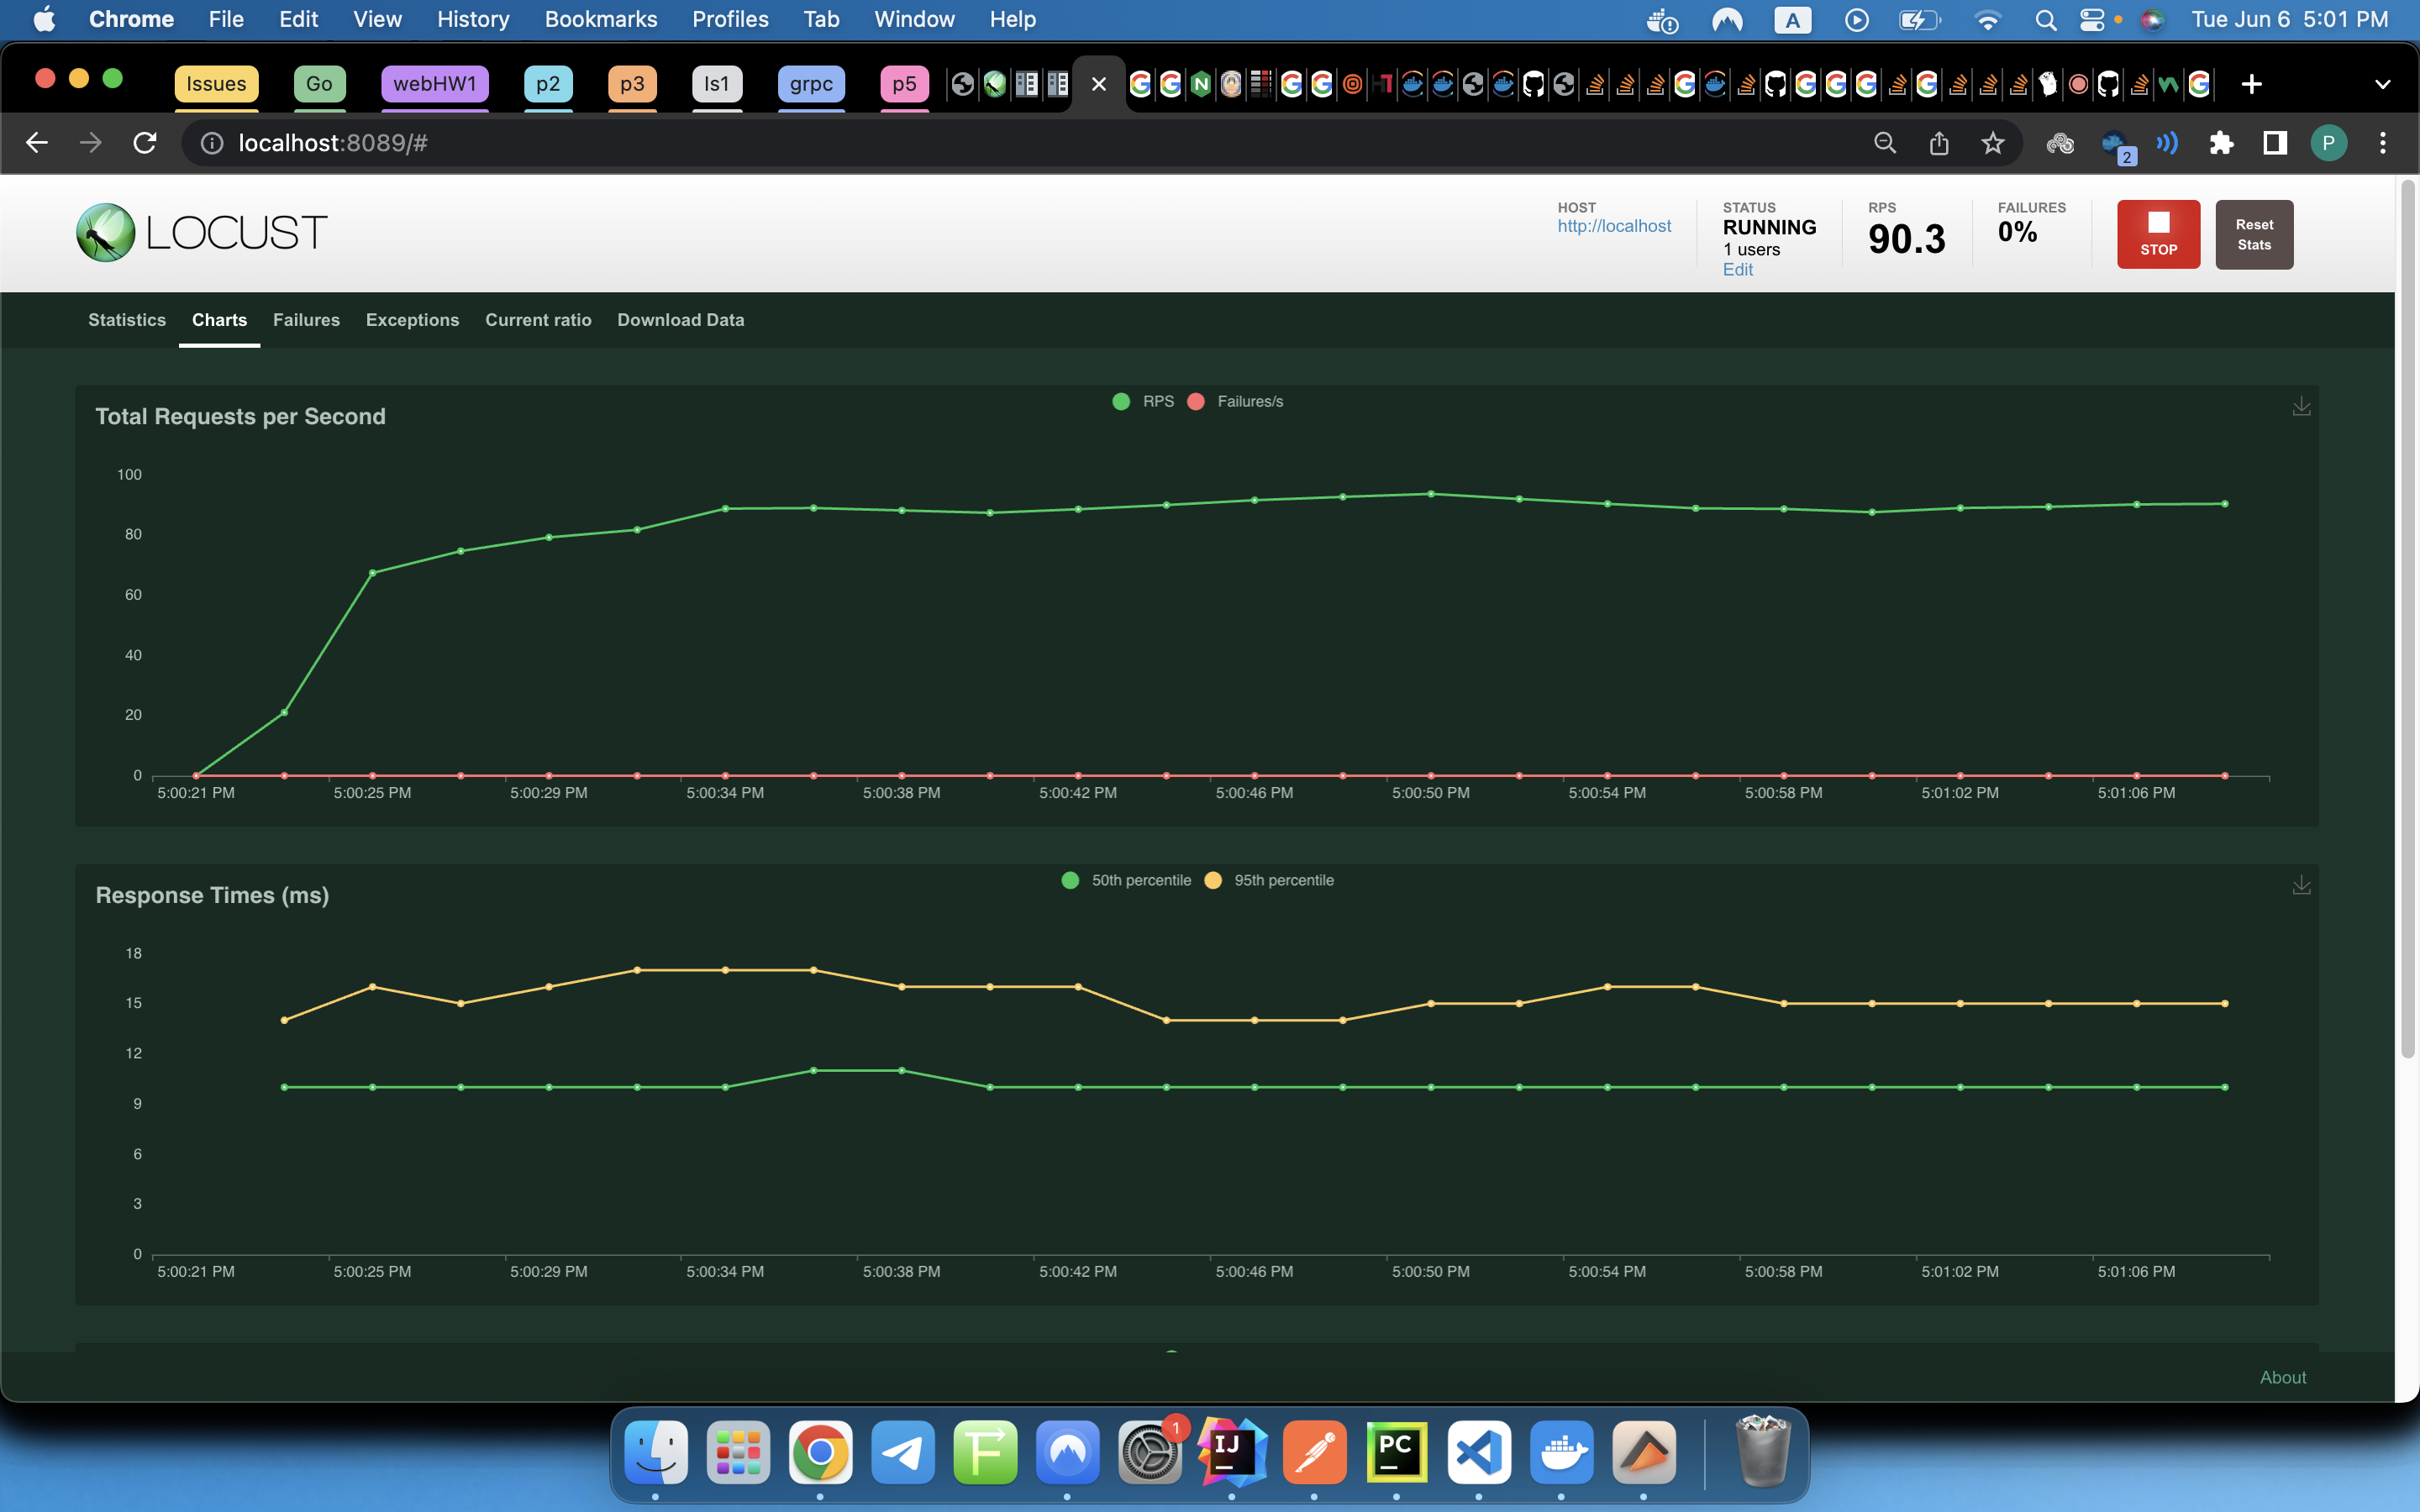 Chrome File Edit View History Bookmarks Profiles Tab Window Help A Tue Jun 6 5:01 PM
Issues Go webHW1 p2 p3 ls1 grpc p5
localhost:8089/# 2 P
LOCUST
HOST
http://localhost
STATUS
RUNNING
1 users
Edit
RPS
90.3
FAILURES
0%
STOP
Reset
Stats
Statistics Charts Failures Exceptions Current ratio Download Data
Total Requests per Second
RPS Failures/s
100
80
60
40
20
0
5:00:21 PM 5:00:25 PM 5:00:29 PM 5:00:34 PM 5:00:38 PM 5:00:42 PM 5:00:46 PM 5:00:50 PM 5:00:54 PM 5:00:58 PM 5:01:02 PM 5:01:06 PM
Response Times (ms)
50th percentile 95th percentile
18
15
12
9
6
3
0
5:00:21 PM 5:00:25 PM 5:00:29 PM 5:00:34 PM 5:00:38 PM 5:00:42 PM 5:00:46 PM 5:00:50 PM 5:00:54 PM 5:00:58 PM 5:01:02 PM 5:01:06 PM
About
1
IJ
PC